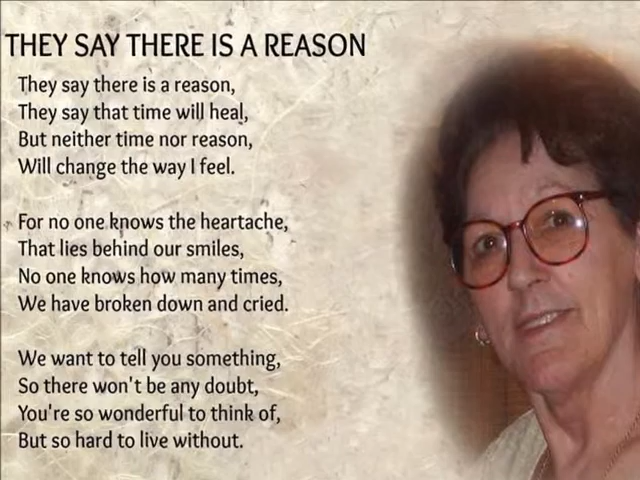 THEY SAY THERE IS A REASON
They say there is a reason,
They say that time will heal,
But neither time nor reason,
Will change the way I feel.
For no one knows the heartache,
That lies behind our smiles,
No one knows how many times,
We have broken down and cried.
We want to tell you something,
So there won't be any doubt,
You're so wonderful to think of,
But so hard to live without.